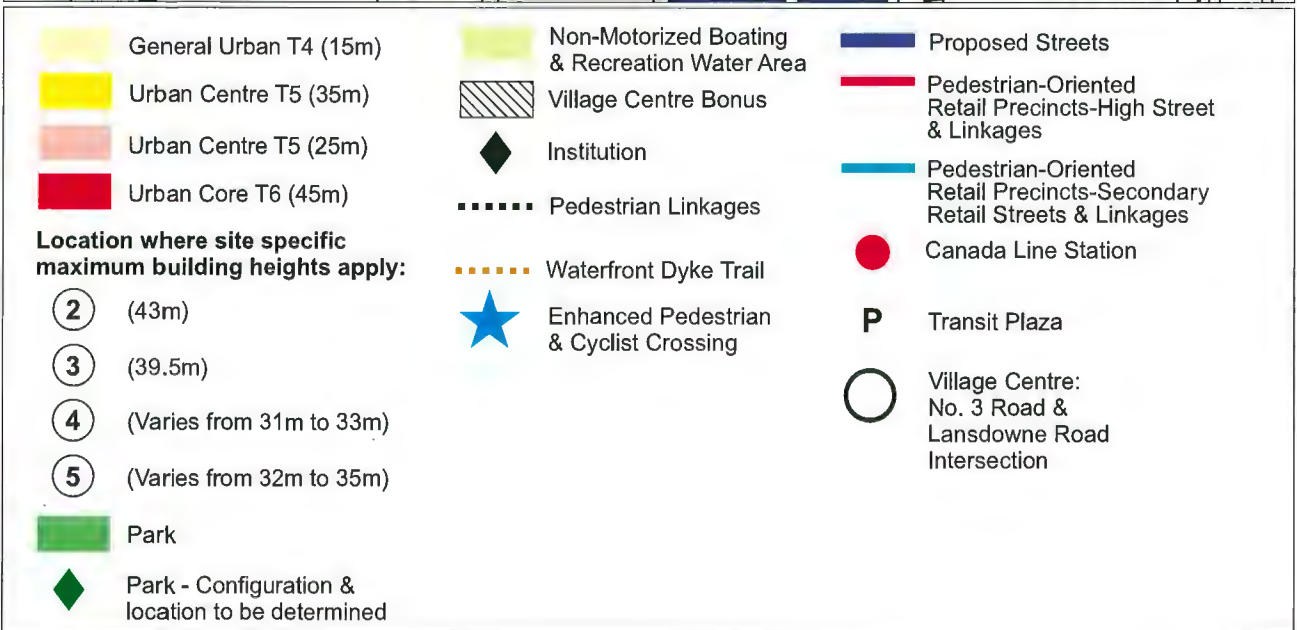 General Urban T4 (15m)
Urban Centre T5 (35m)
Urban Centre T5 (25m)
Urban Core T6 (45m)
Location where site specific
maximum building heights apply:
2 (43m)
3 (39.5m)
4 (Varies from 31m to 33m)
5 (Varies from 32m to 35m)
Park
Park - Configuration &
location to be determined
Non-Motorized Boating
& Recreation Water Area
Village Centre Bonus
Institution
Pedestrian Linkages
Waterfront Dyke Trail
Enhanced Pedestrian
& Cyclist Crossing
Proposed Streets
Pedestrian-Oriented
Retail Precincts-High Street
& Linkages
Pedestrian-Oriented
Retail Precincts-Secondary
Retail Streets & Linkages
Canada Line Station
P Transit Plaza
Village Centre:
No. 3 Road &
Lansdowne Road
Intersection